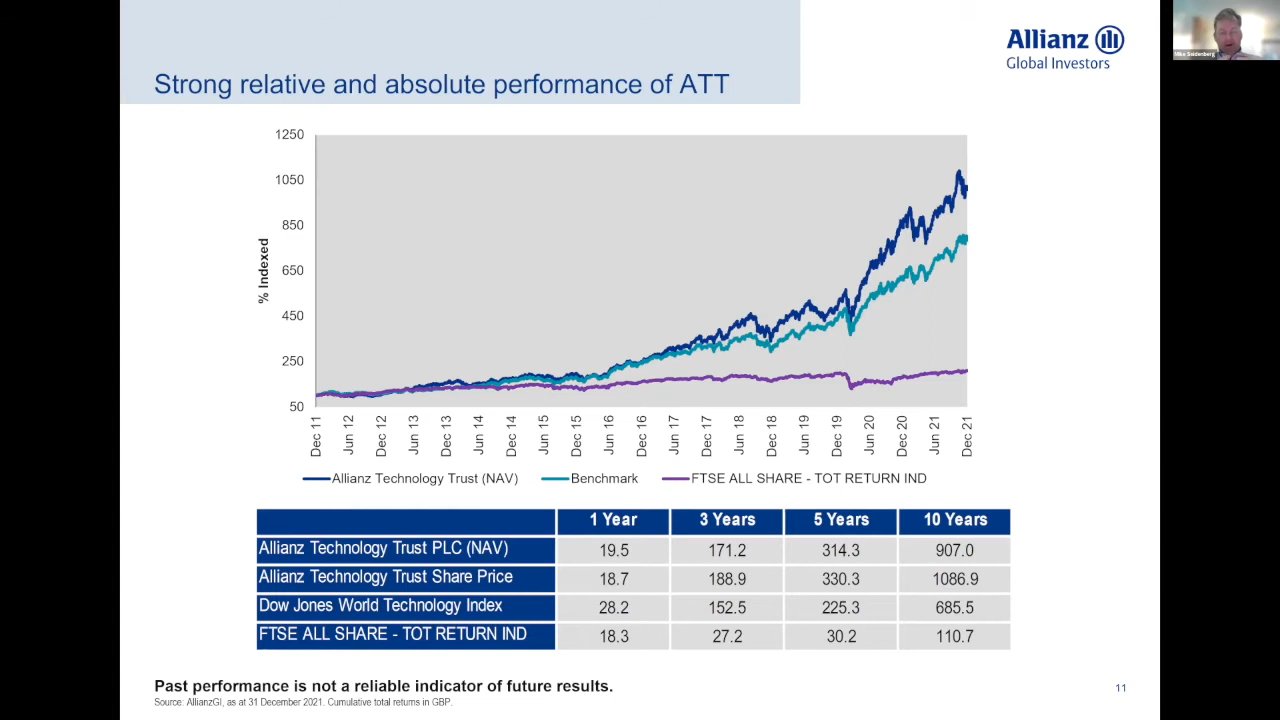 Allianz
Global Investors
Mike Seidenberg
Strong relative and absolute performance of ATT
1250
1050
850
650
450
250
50
% Indexed
Dec 11
Jun 12
Dec 12
Jun 13
Dec 13
Jun 14
Dec 14
Jun 15
Dec 15
Jun 16
Dec 16
Jun 17
Dec 17
Jun 18
Dec 18
Jun 19
Dec 19
Jun 20
Dec 20
Jun 21
Dec 21
Allianz Technology Trust (NAV) Benchmark FTSE ALL SHARE - TOT RETURN IND
1 Year 3 Years 5 Years 10 Years
Allianz Technology Trust PLC (NAV) 19.5 171.2 314.3 907.0
Allianz Technology Trust Share Price 18.7 188.9 330.3 1086.9
Dow Jones World Technology Index 28.2 152.5 225.3 685.5
FTSE ALL SHARE - TOT RETURN IND 18.3 27.2 30.2 110.7
Past performance is not a reliable indicator of future results.
Source: AllianzGI, as at 31 December 2021. Cumulative total returns in GBP.
11